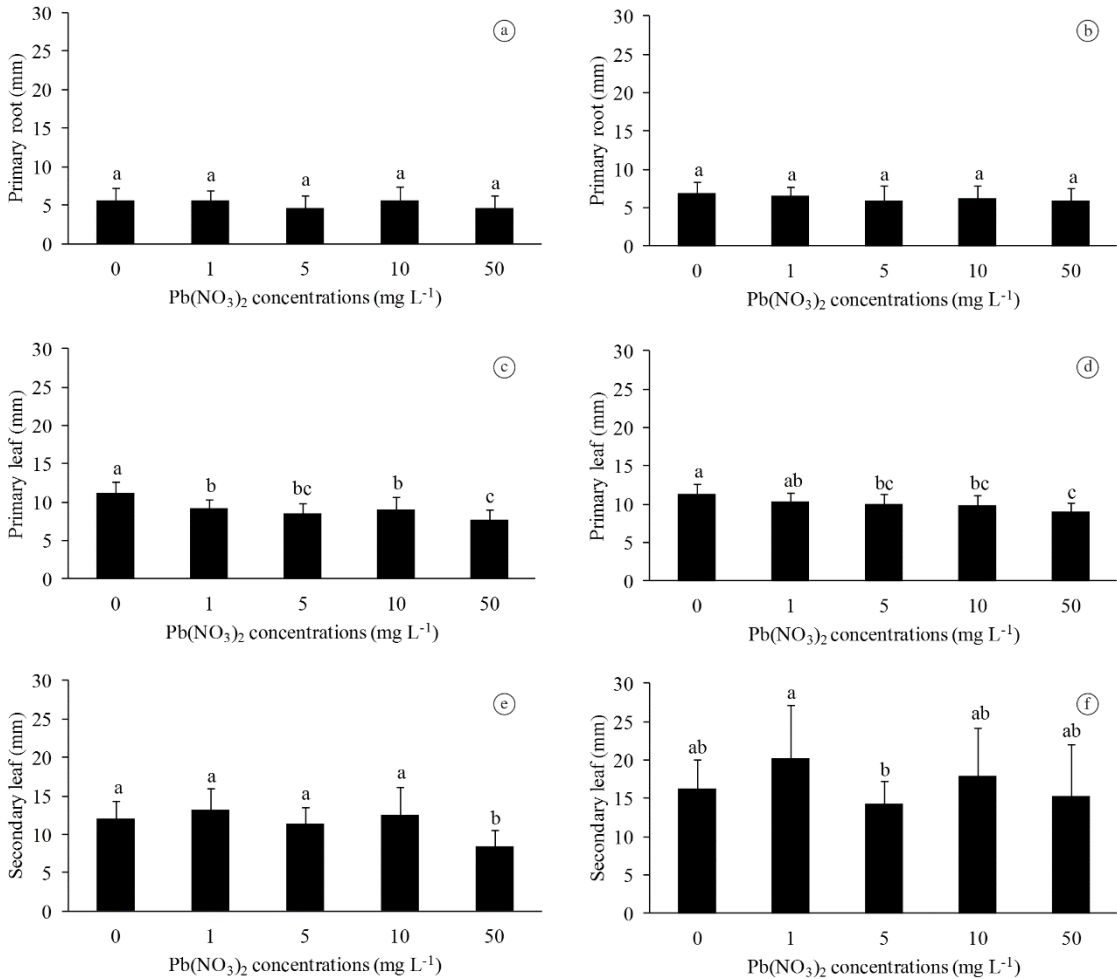 30
25
20
15
10
5
0
Primary root (mm)
a
a a a a a
0 1 5 10 50
Pb(NO₃)₂ concentrations (mg L⁻¹)
30
25
20
15
10
5
0
Primary root (mm)
b
a a a a a
0 1 5 10 50
Pb(NO₃)₂ concentrations (mg L⁻¹)
30
25
20
15
10
5
0
Primary leaf (mm)
c
a b bc b c
0 1 5 10 50
Pb(NO₃)₂ concentrations (mg L⁻¹)
30
25
20
15
10
5
0
Primary leaf (mm)
d
a ab bc bc c
0 1 5 10 50
Pb(NO₃)₂ concentrations (mg L⁻¹)
30
25
20
15
10
5
0
Secondary leaf (mm)
e
a a a a b
0 1 5 10 50
Pb(NO₃)₂ concentrations (mg L⁻¹)
30
25
20
15
10
5
0
Secondary leaf (mm)
f
ab a b ab ab
0 1 5 10 50
Pb(NO₃)₂ concentrations (mg L⁻¹)